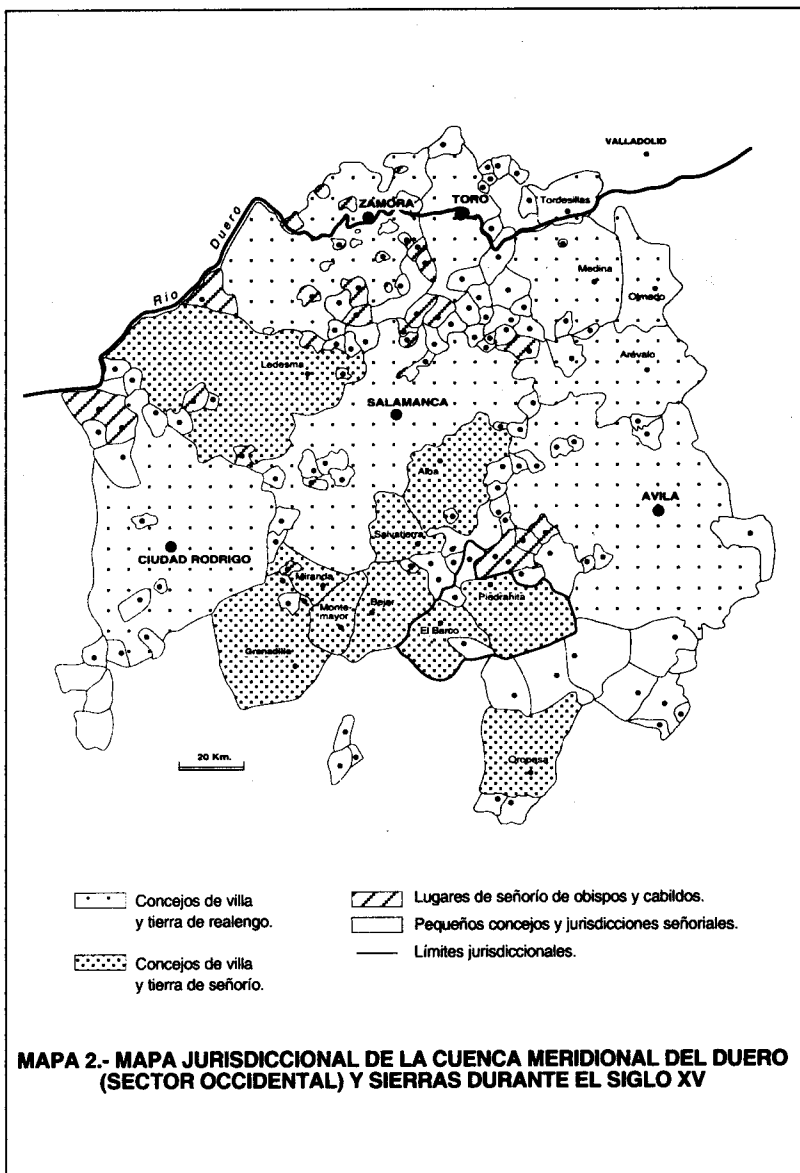 VALLADOLID
ZAMORA
TORO
Tordesillas
Duero
Río
Medina
Olmedo
Ledesma
Arévalo
SALAMANCA
Alba
AVILA
Salvatierra
CIUDAD RODRIGO
Miranda
Monte-
mayor
Bejar
Piedrahita
El Barco
Granadilla
20 Km.
Oropesa
Concejos de villa
y tierra de realengo.
Lugares de señorío de obispos y cabildos.
Pequeños concejos y jurisdicciones señoriales.
Límites jurisdiccionales.
Concejos de villa
y tierra de señorío.
MAPA 2.- MAPA JURISDICCIONAL DE LA CUENCA MERIDIONAL DEL DUERO
(SECTOR OCCIDENTAL) Y SIERRAS DURANTE EL SIGLO XV